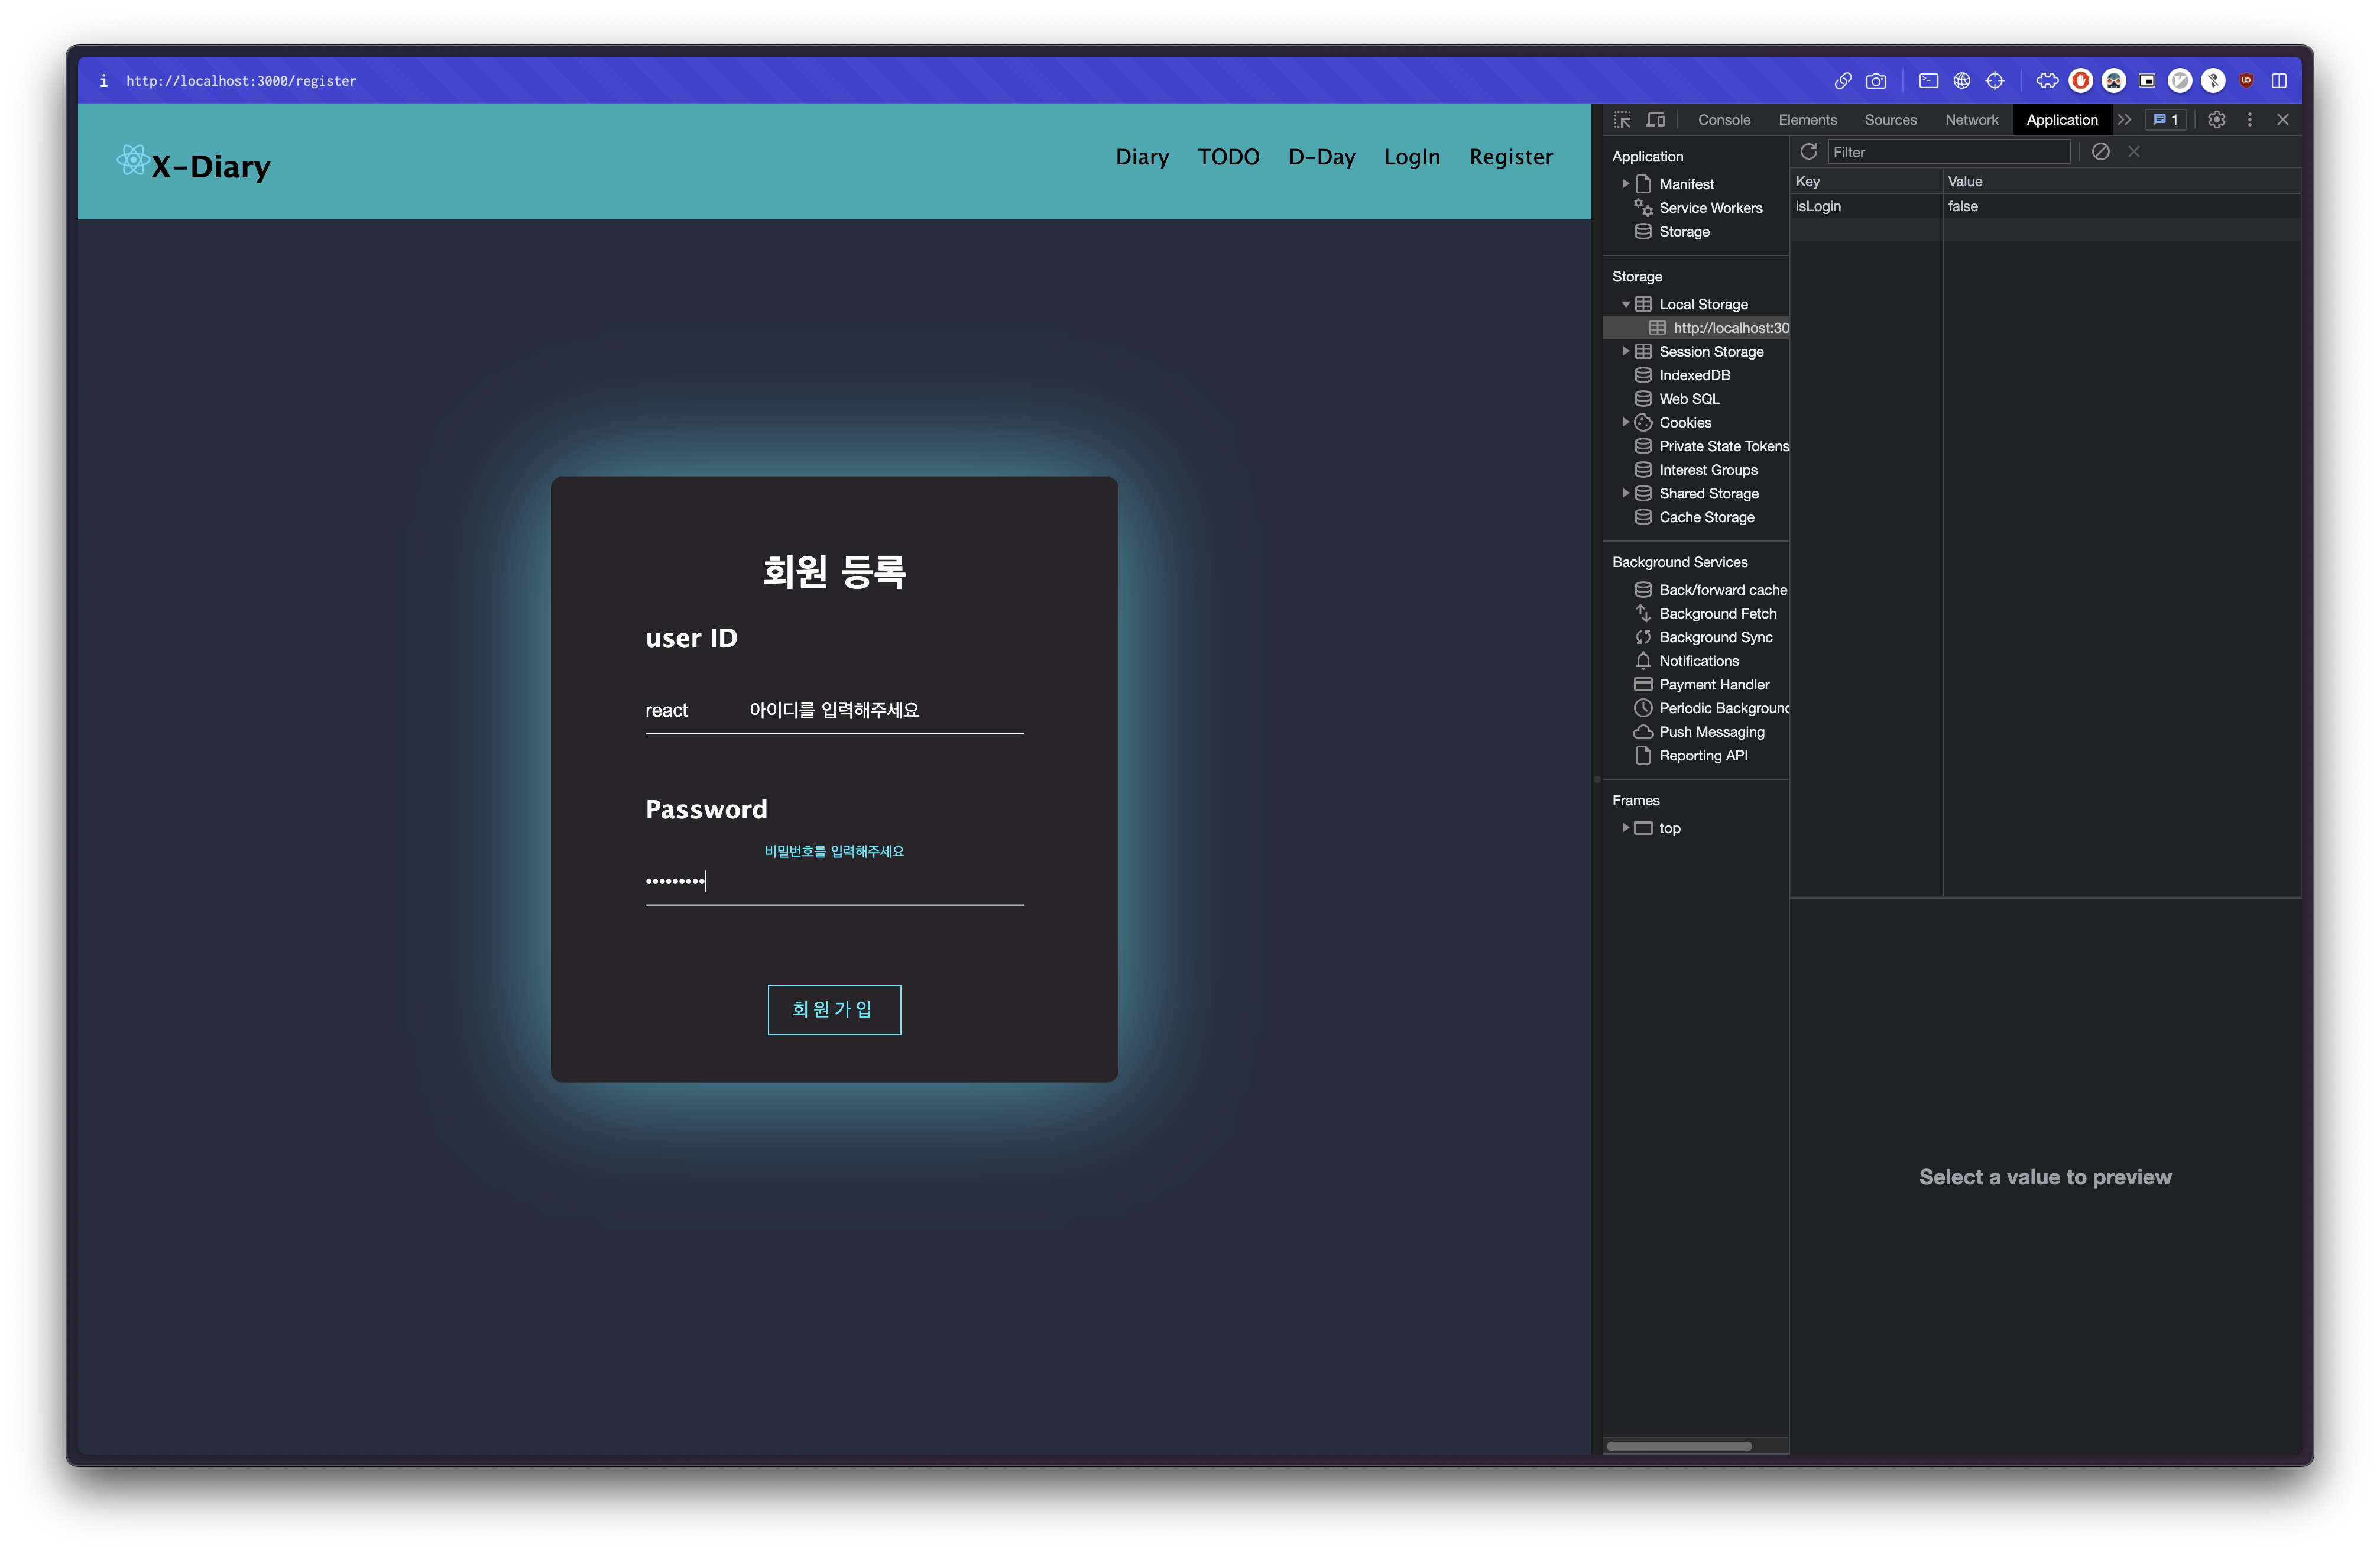 i http://localhost:3000/register
X-Diary
Diary TODO D-Day LogIn Register
회원 등록
user ID
react 아이디를 입력해주세요
Password
비밀번호를 입력해주세요
•••••••••
회원가입
Console Elements Sources Network Application 1
Application
Manifest
Service Workers
Storage
Storage
Local Storage
http://localhost:30
Session Storage
IndexedDB
Web SQL
Cookies
Private State Tokens
Interest Groups
Shared Storage
Cache Storage
Background Services
Back/forward cache
Background Fetch
Background Sync
Notifications
Payment Handler
Periodic Background
Push Messaging
Reporting API
Frames
top
Filter
Key Value
isLogin false
Select a value to preview